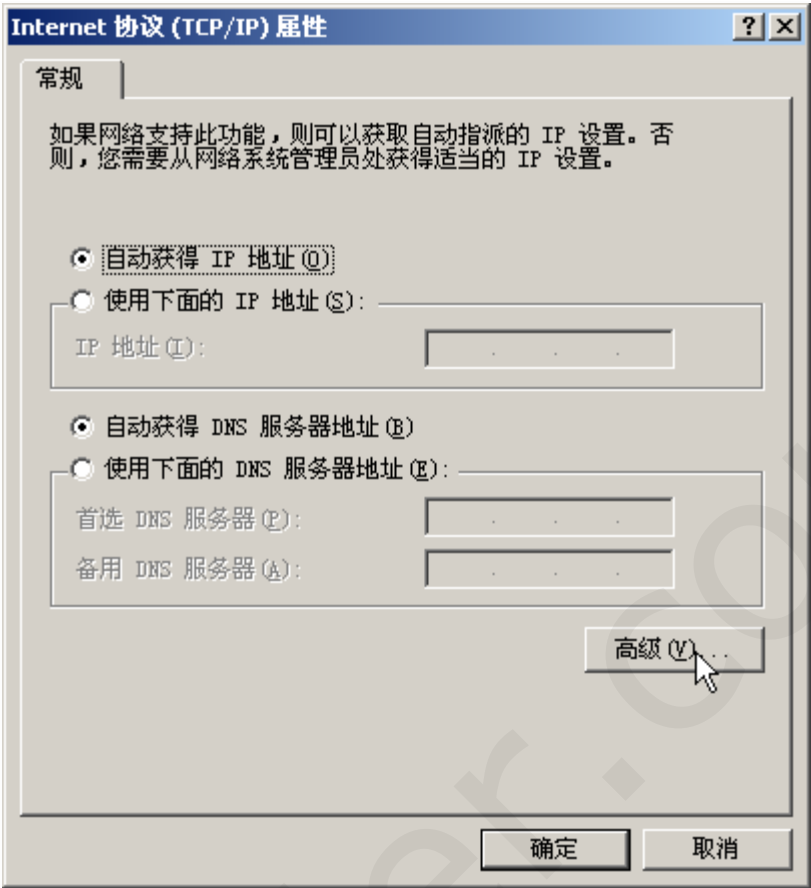 Internet 协议 (TCP/IP) 属性
常规
如果网络支持此功能，则可以获取自动指派的 IP 设置。否
则，您需要从网络系统管理员处获得适当的 IP 设置。
自动获得 IP 地址(O)
使用下面的 IP 地址(S):
IP 地址(I):
自动获得 DNS 服务器地址(B)
使用下面的 DNS 服务器地址(E):
首选 DNS 服务器(P):
备用 DNS 服务器(A):
高级(V)...
确定 取消